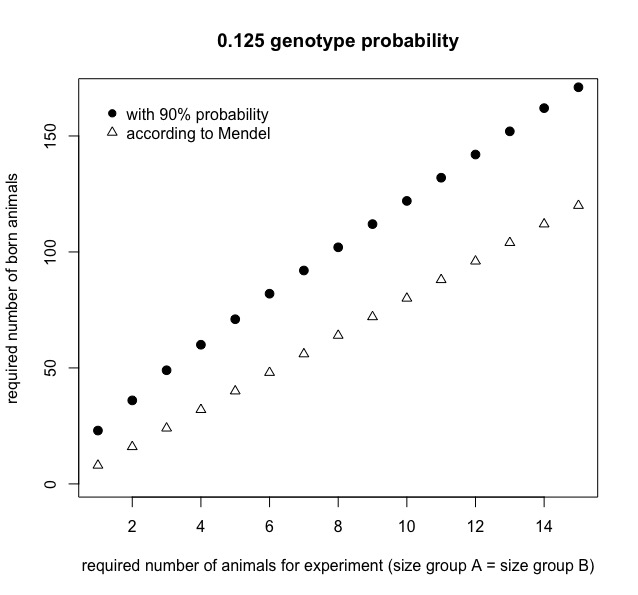 0.125 genotype probability
with 90% probability
according to Mendel
required number of born animals
150
100
50
0
2 4 6 8 10 12 14
required number of animals for experiment (size group A = size group B)